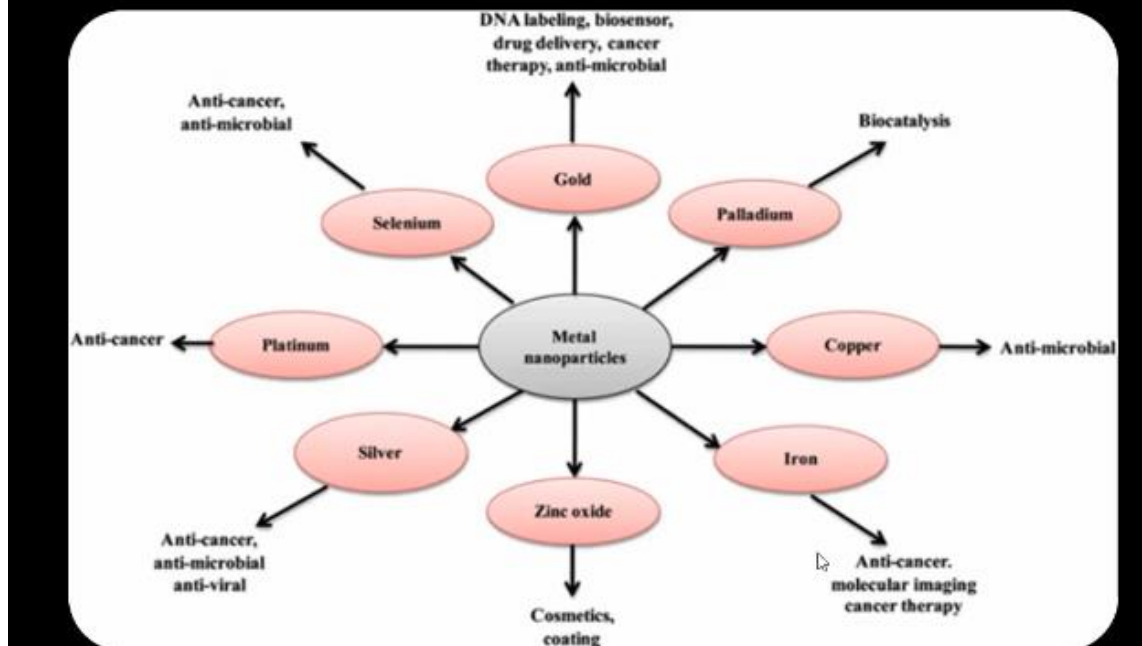 DNA labeling, biosensor,
drug delivery, cancer
therapy, anti-microbial
Anti-cancer,
anti-microbial
Biocatalysis
Gold
Selenium
Palladium
Anti-cancer
Platinum
Metal
nanoparticles
Copper
Anti-microbial
Silver
Iron
Zinc oxide
Anti-cancer,
anti-microbial
anti-viral
Anti-cancer.
molecular imaging
cancer therapy
Cosmetics,
coating